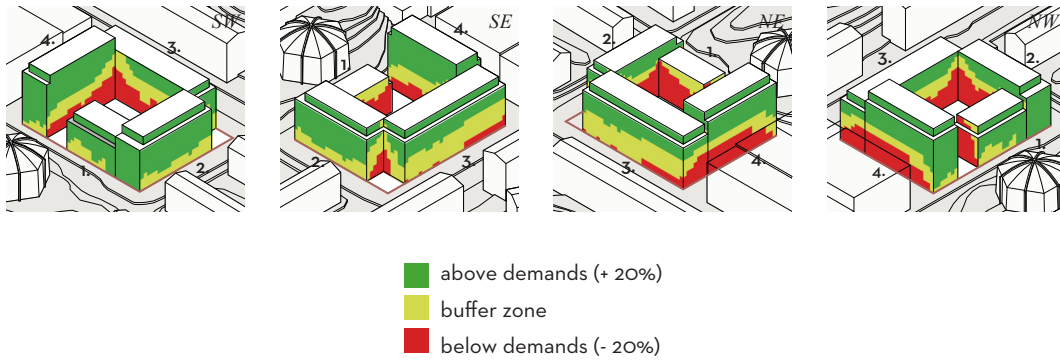 SW
4.
3.
1.
2.
SE
4.
1.
2.
3.
NE
2.
1.
3.
4.
NW
3.
2.
1.
4.
above demands (+ 20%)
buffer zone
below demands (- 20%)